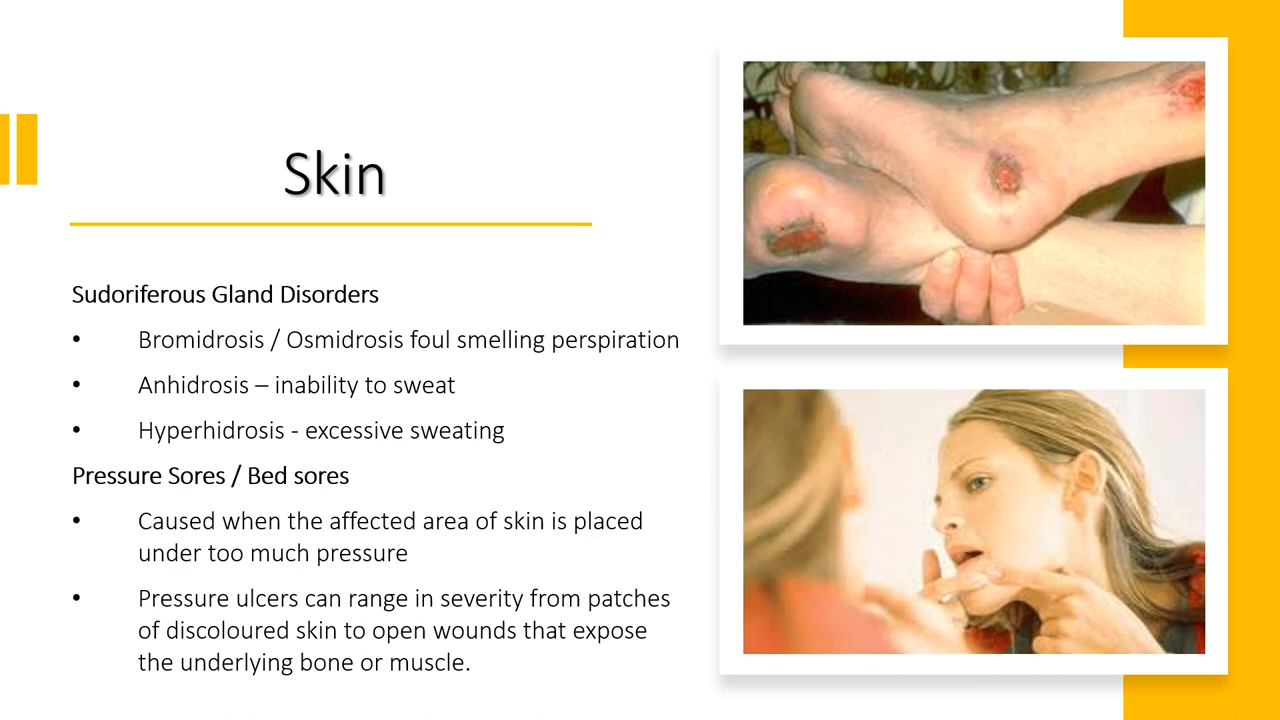 Skin
Sudoriferous Gland Disorders
• Bromidrosis / Osmidrosis foul smelling perspiration
• Anhidrosis – inability to sweat
• Hyperhidrosis - excessive sweating
Pressure Sores / Bed sores
• Caused when the affected area of skin is placed
under too much pressure
• Pressure ulcers can range in severity from patches
of discoloured skin to open wounds that expose
the underlying bone or muscle.